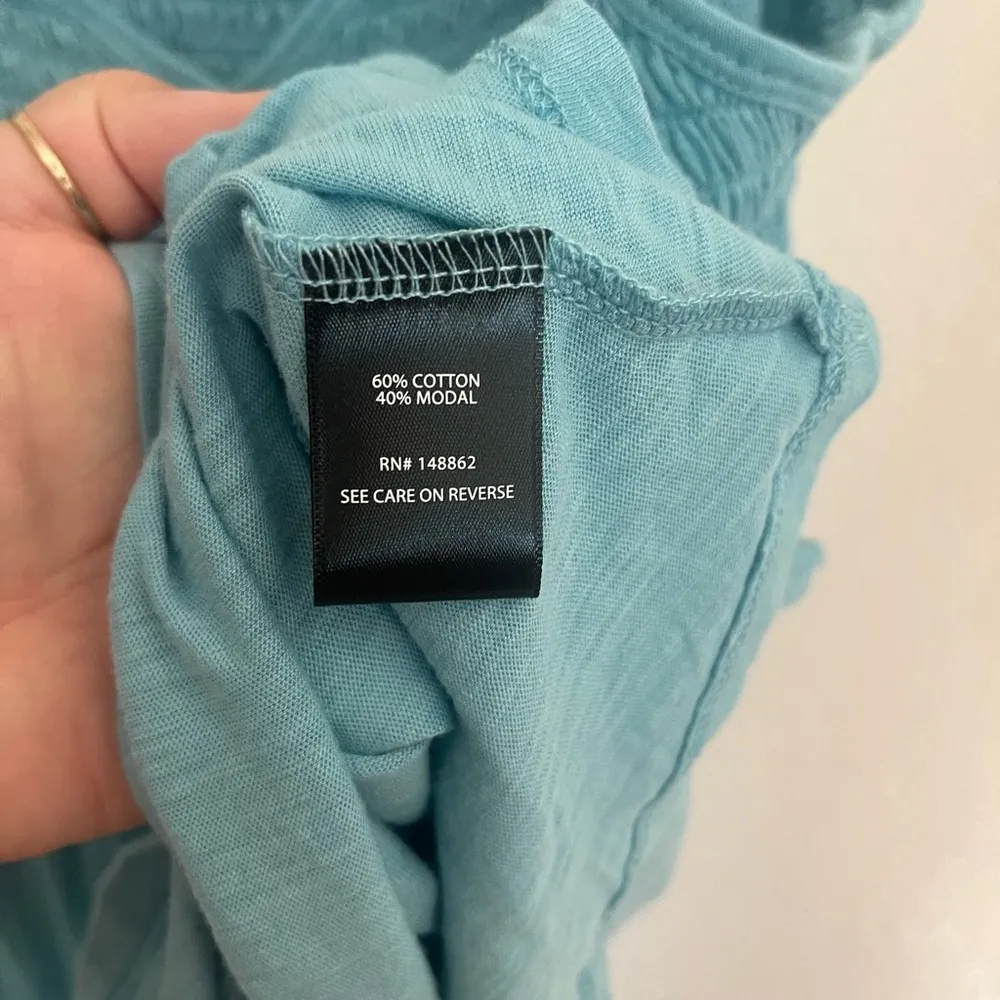 60% COTTON
40% MODAL
RN# 148862
SEE CARE ON REVERSE